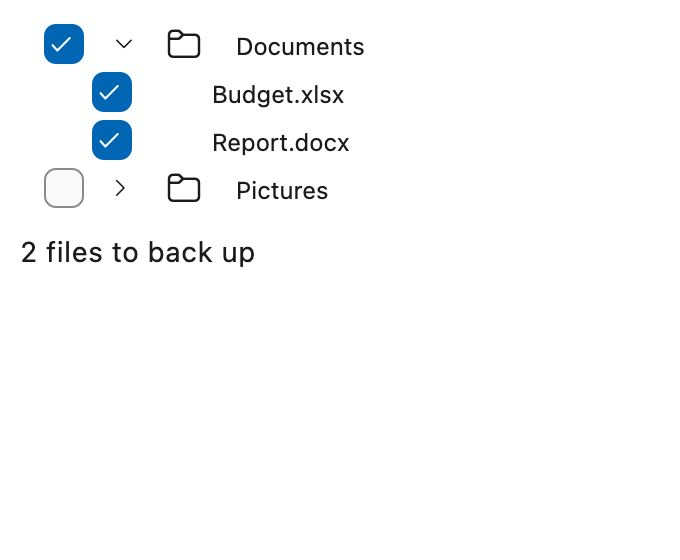 Documents
Budget.xlsx
Report.docx
Pictures
2 files to back up